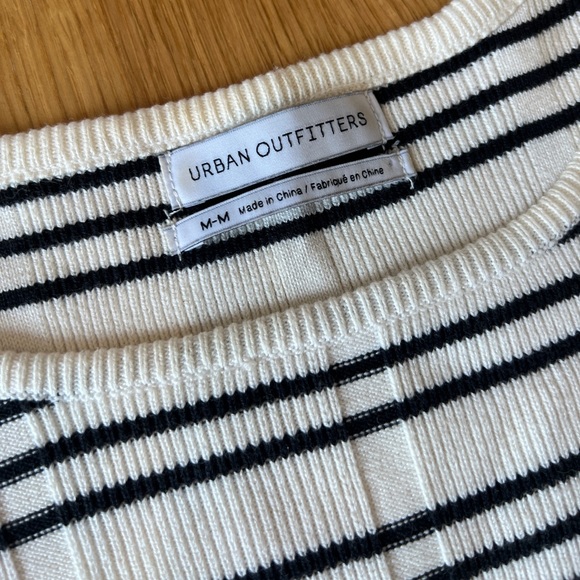 URBAN OUTFITTERS
M-M Made in China / Fabriqué en Chine